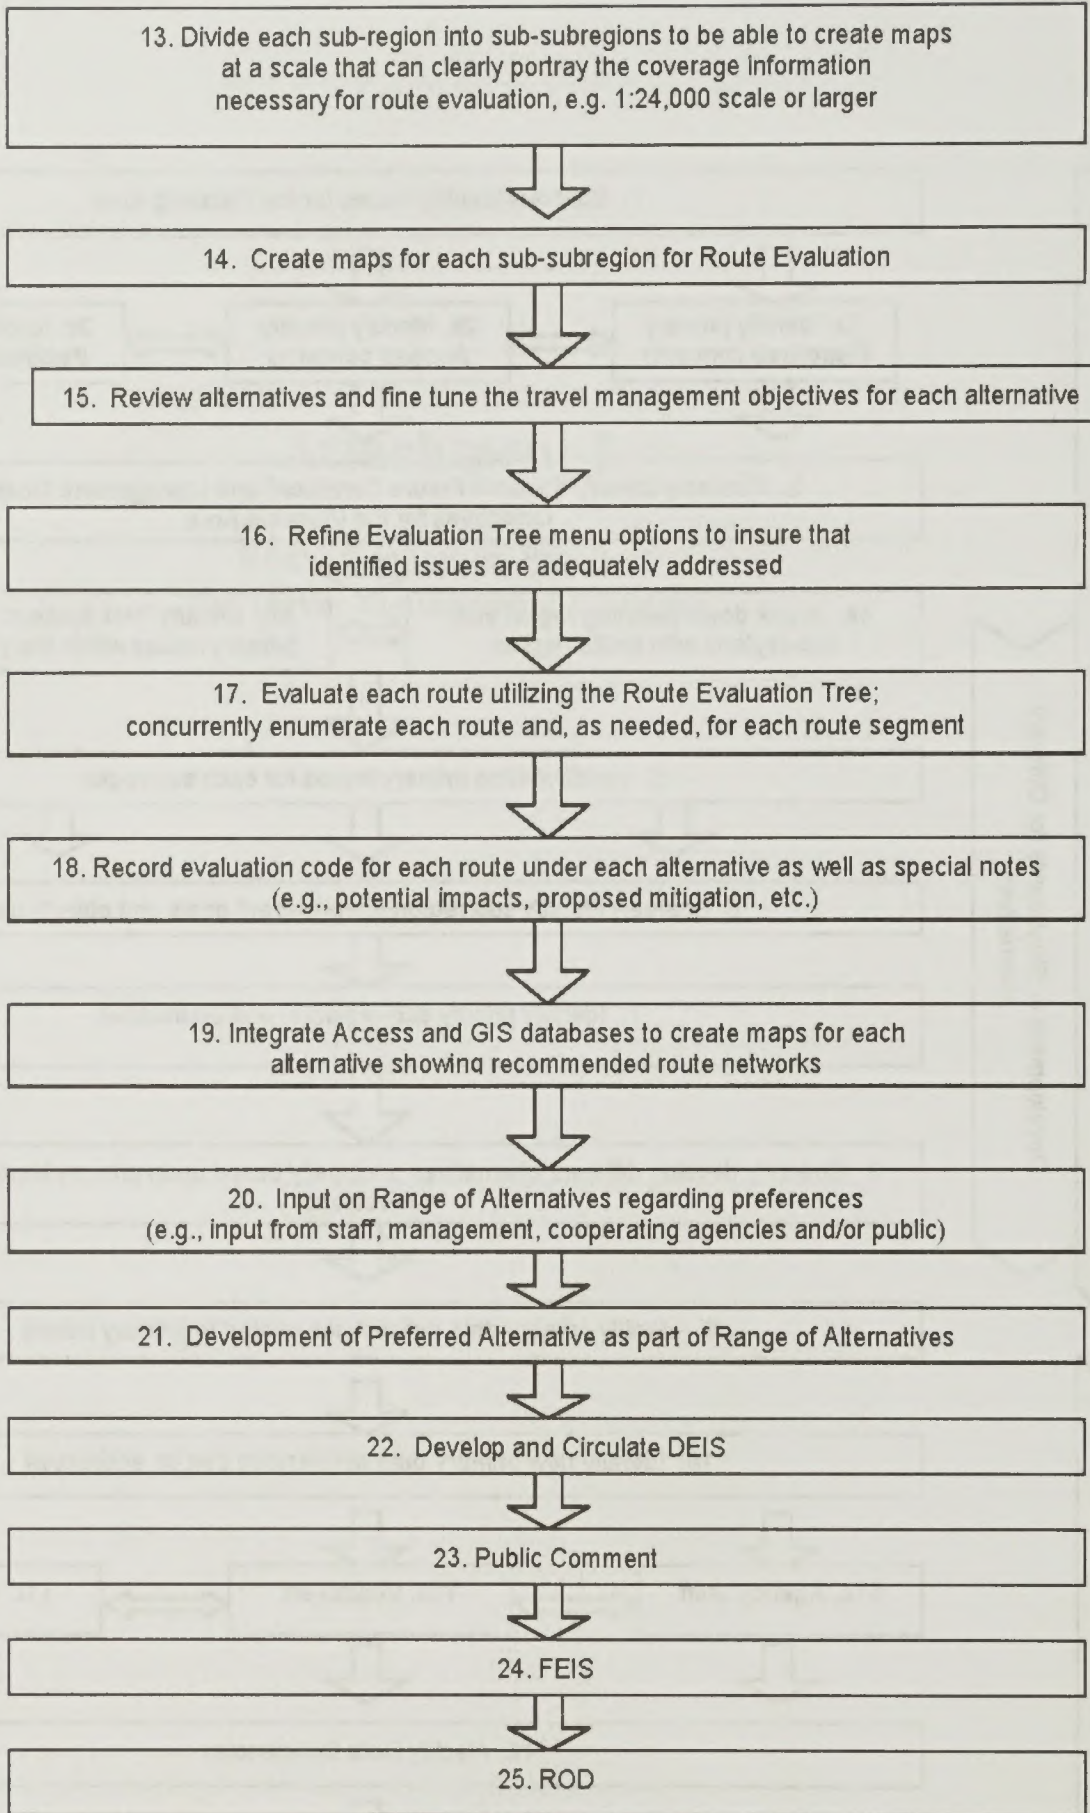 13. Divide each sub-region into sub-subregions to be able to create maps
at a scale that can clearly portray the coverage information
necessary for route evaluation, e.g. 1:24,000 scale or larger
14. Create maps for each sub-subregion for Route Evaluation
15. Review alternatives and fine tune the travel management objectives for each alternative
16. Refine Evaluation Tree menu options to insure that
identified issues are adequately addressed
17. Evaluate each route utilizing the Route Evaluation Tree;
concurrently enumerate each route and, as needed, for each route segment
18. Record evaluation code for each route under each alternative as well as special notes
(e.g., potential impacts, proposed mitigation, etc.)
19. Integrate Access and GIS databases to create maps for each
alternative showing recommended route networks
20. Input on Range of Alternatives regarding preferences
(e.g., input from staff, management, cooperating agencies and/or public)
21. Development of Preferred Alternative as part of Range of Alternatives
22. Develop and Circulate DEIS
23. Public Comment
24. FEIS
25. ROD